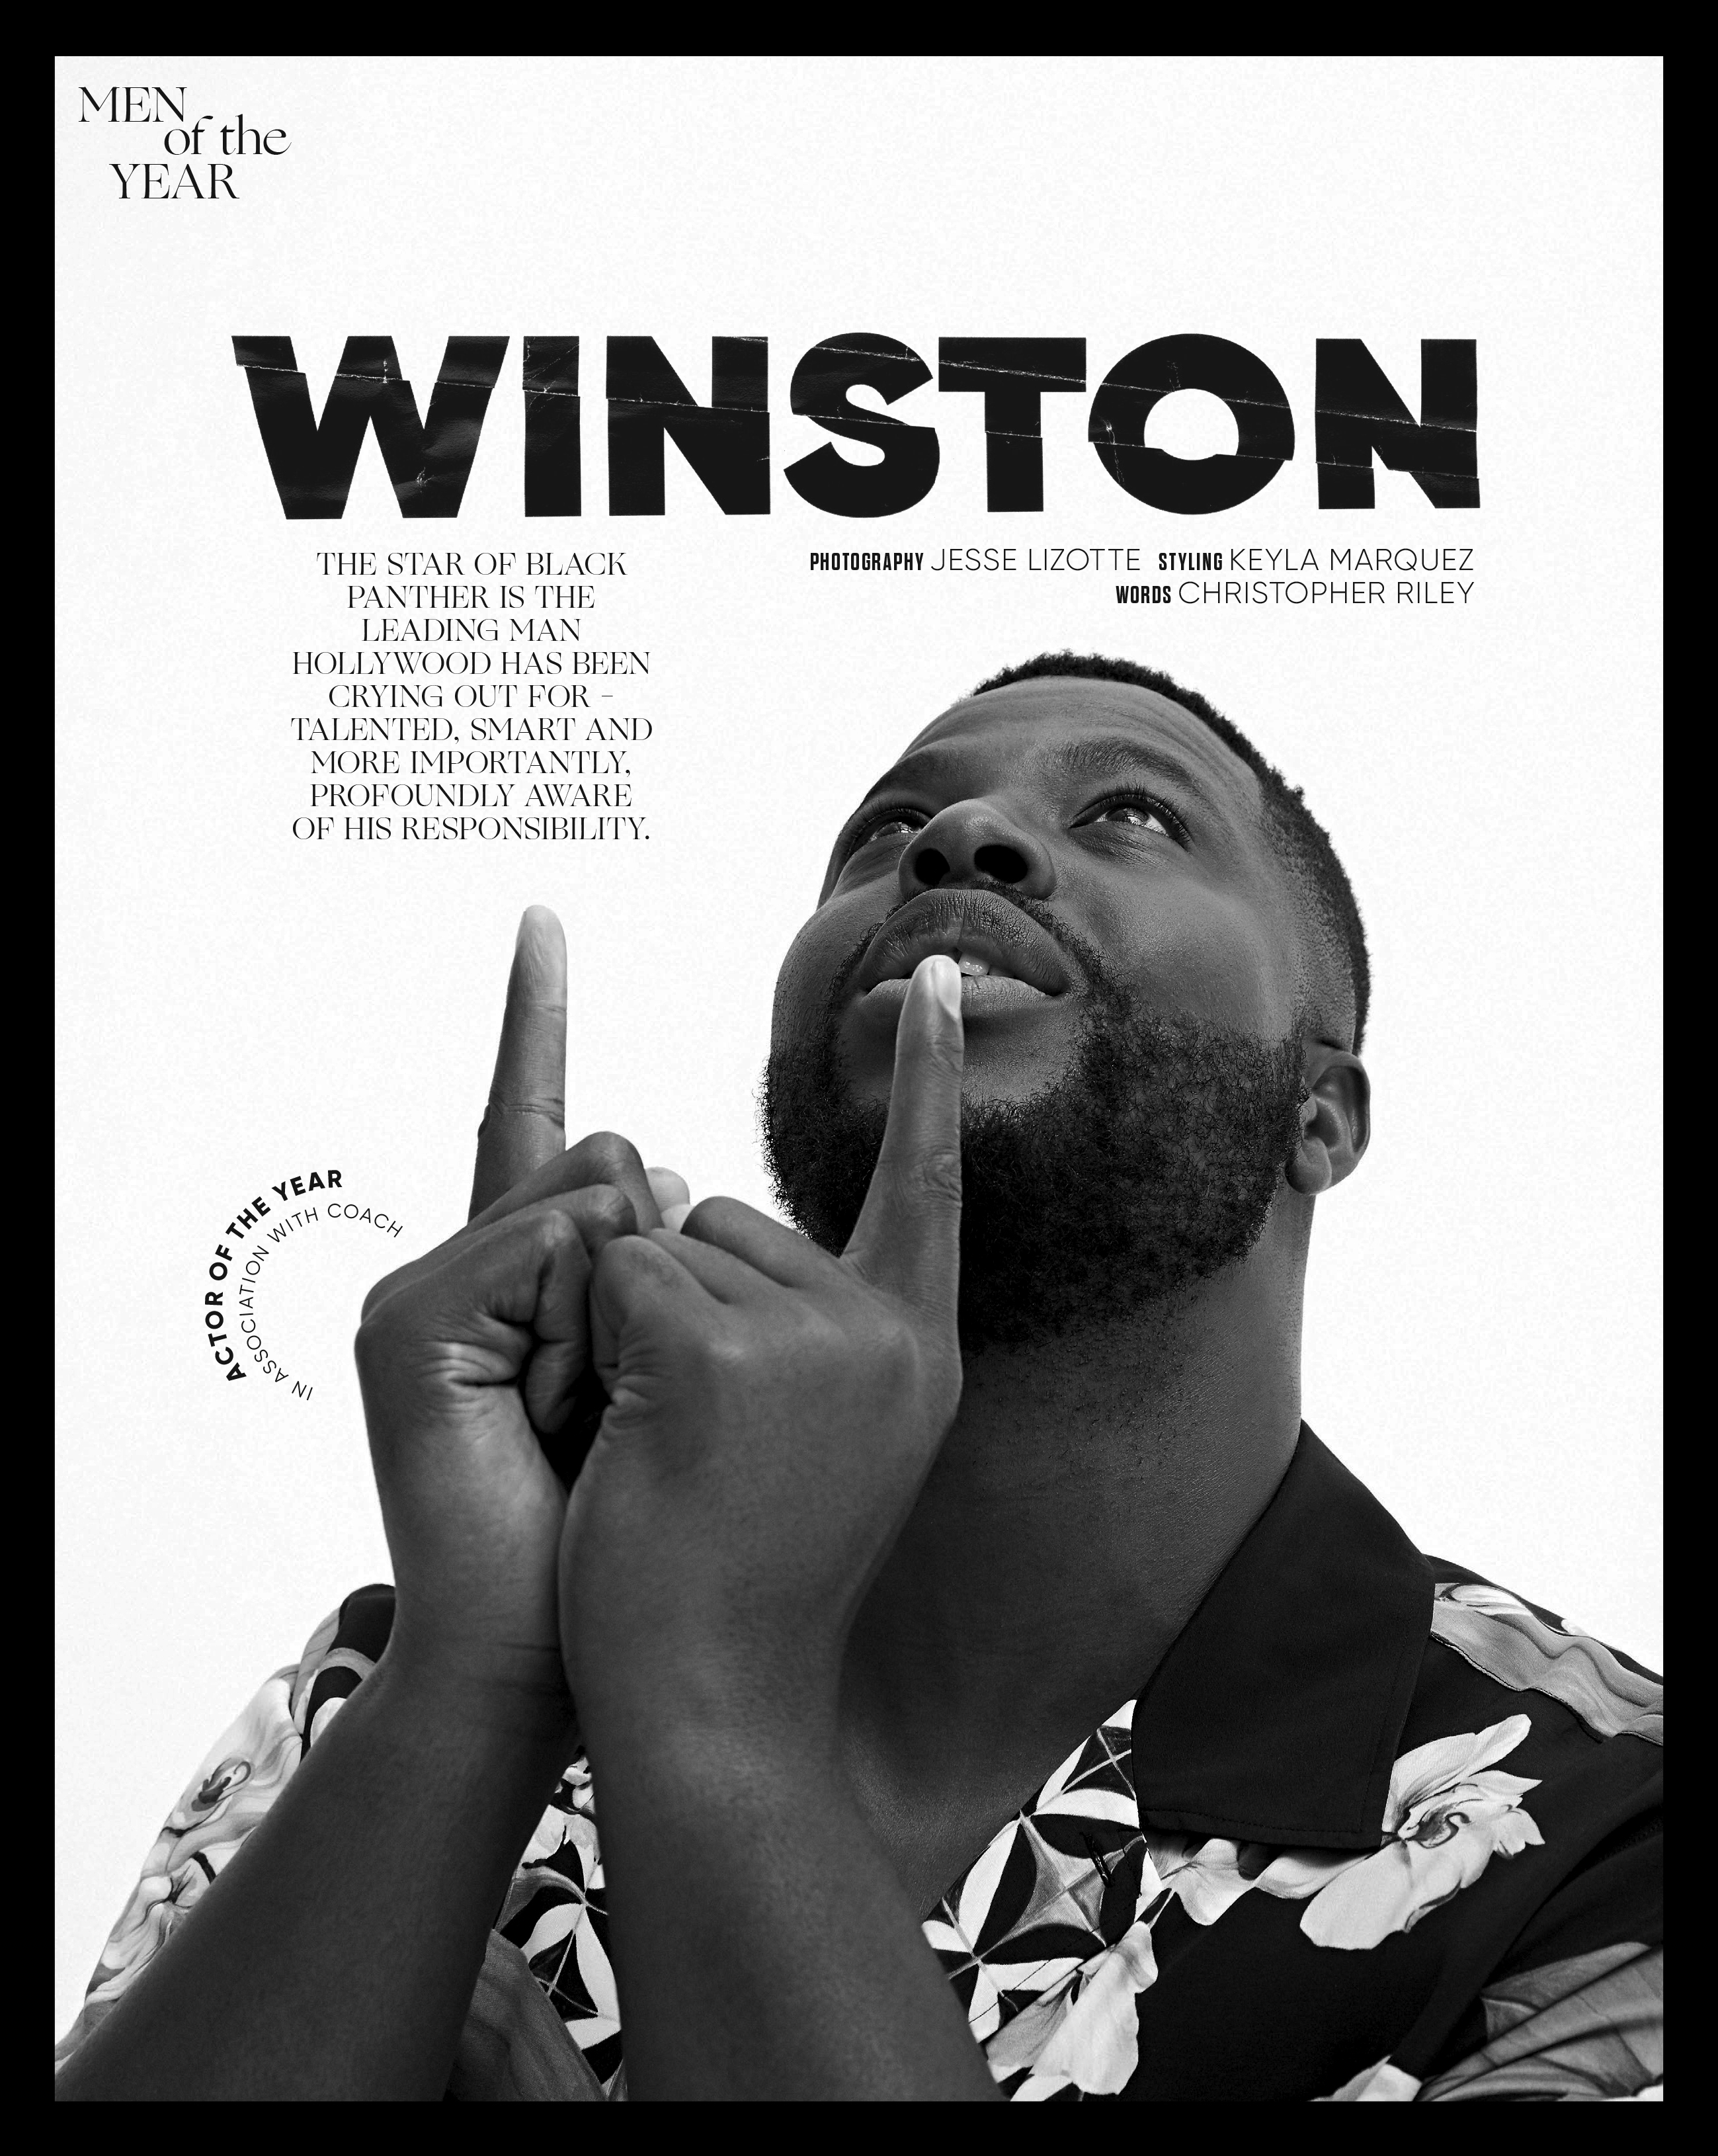 MEN
of the
YEAR
WINSTON
THE STAR OF BLACK
PANTHER IS THE
LEADING MAN
HOLLYWOOD HAS BEEN
CRYING OUT FOR –
TALENTED, SMART AND
MORE IMPORTANTLY,
PROFOUNDLY AWARE
OF HIS RESPONSIBILITY.
PHOTOGRAPHY JESSE LIZOTTE STYLING KEYLA MARQUEZ
WORDS CHRISTOPHER RILEY
ACTOR OF THE YEAR
IN ASSOCIATION WITH COACH